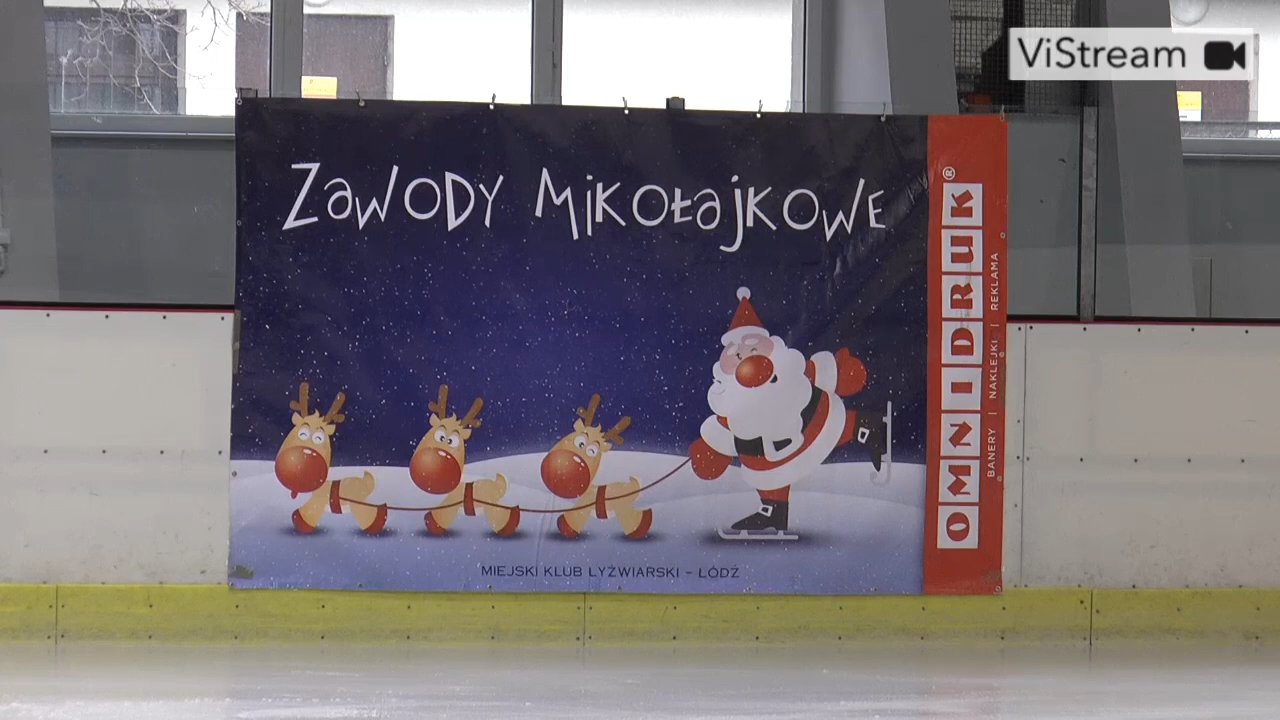 ViStream
Zawody Mikołajkowe
MIEJSKI KLUB ŁYŻWIARSKI – ŁÓDŹ
OMNIDRUK®
BANERY | NAKLEJKI | REKLAMA